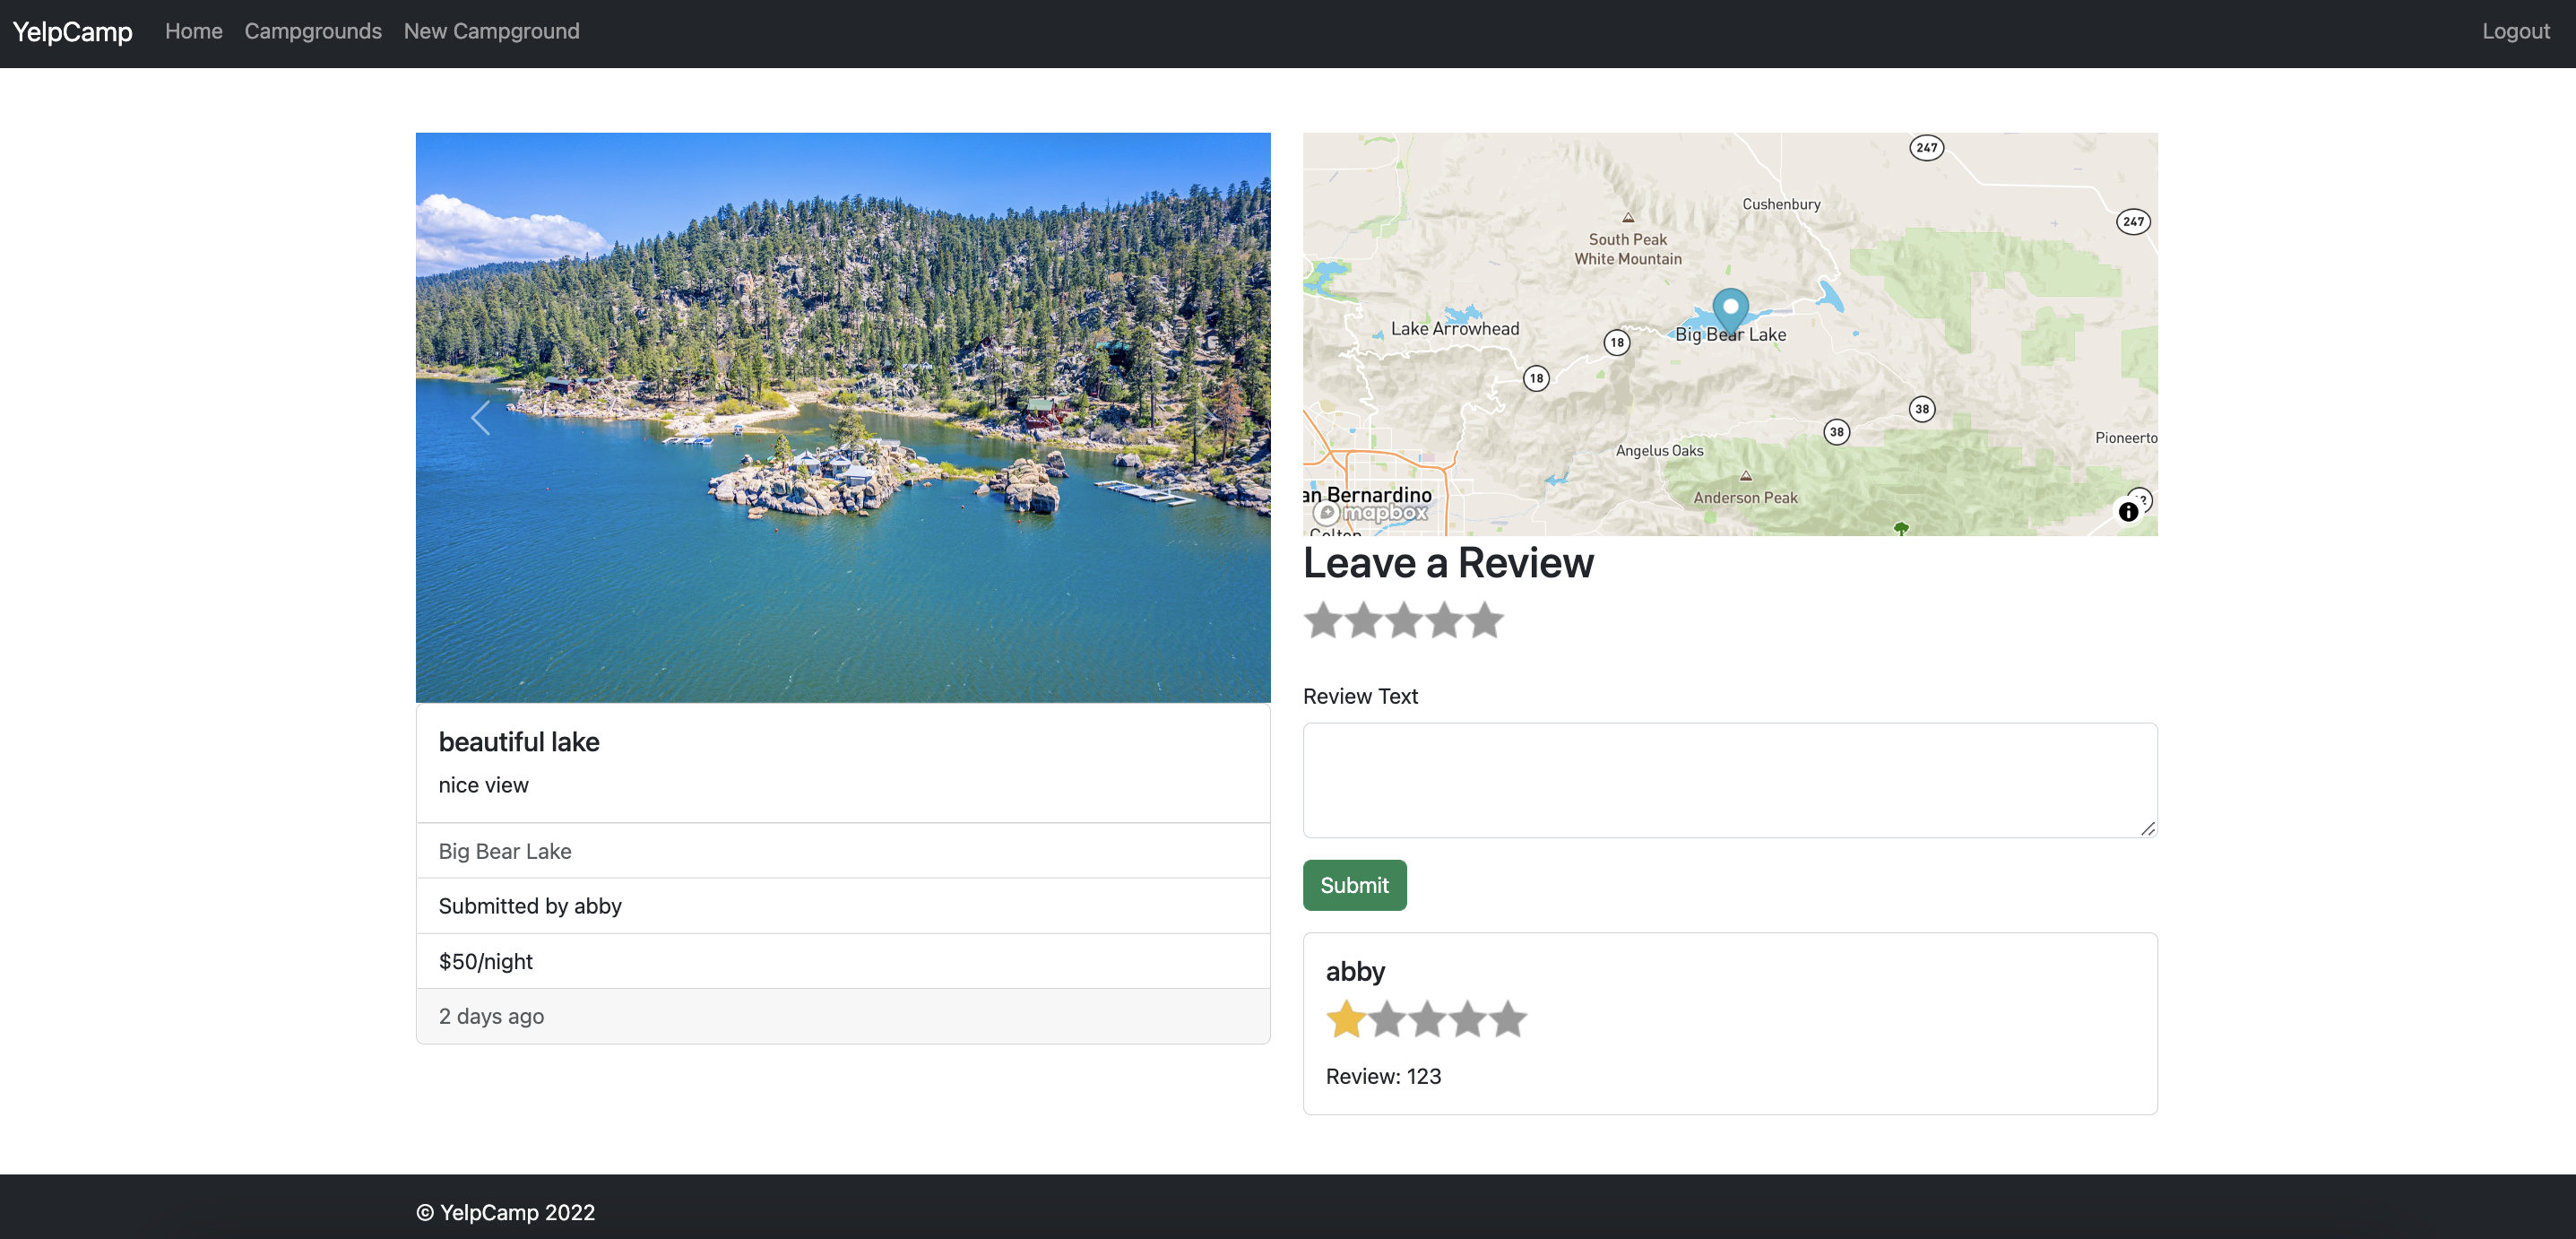 YelpCamp Home Campgrounds New Campground Logout
247
Cushenbury
247
South Peak
White Mountain
Lake Arrowhead
Big Bear Lake
18
18
38
38
Pioneerto
Angelus Oaks
Anderson Peak
an Bernardino
mapbox
Leave a Review
Review Text
Submit
abby
Review: 123
beautiful lake
nice view
Big Bear Lake
Submitted by abby
$50/night
2 days ago
© YelpCamp 2022